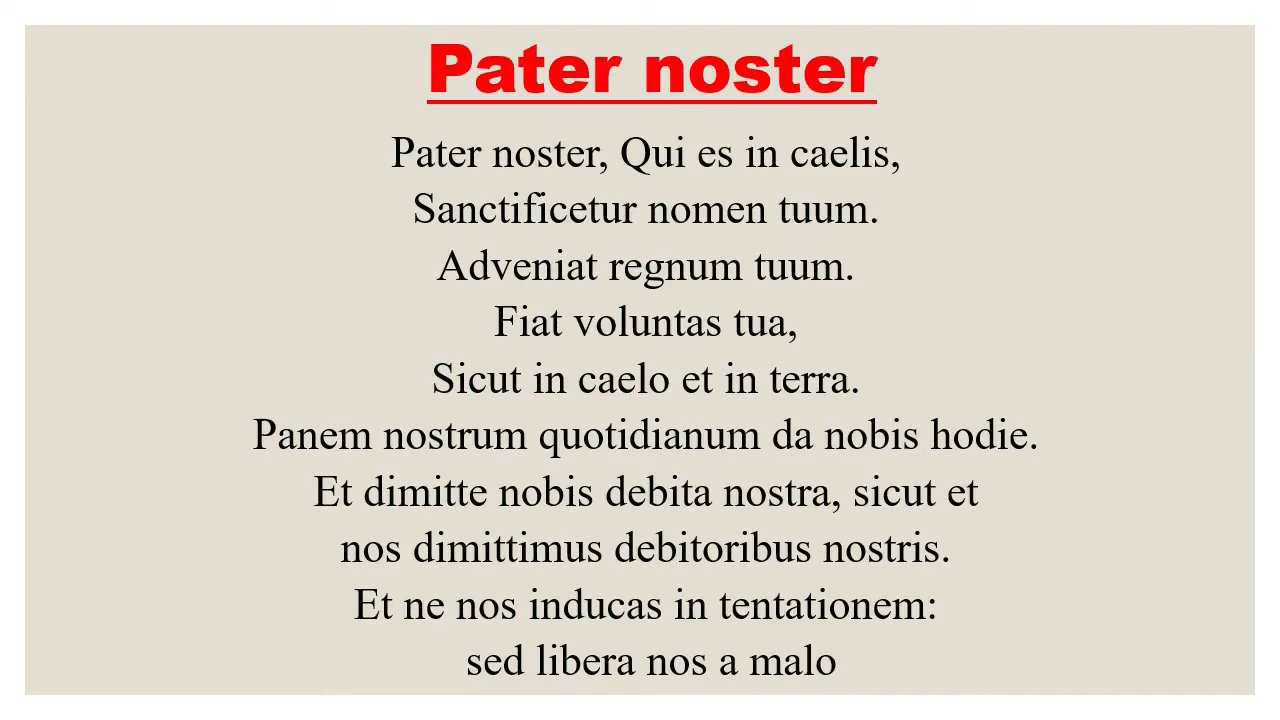 Pater noster
Pater noster, Qui es in caelis,
Sanctificetur nomen tuum.
Adveniat regnum tuum.
Fiat voluntas tua,
Sicut in caelo et in terra.
Panem nostrum quotidianum da nobis hodie.
Et dimitte nobis debita nostra, sicut et
nos dimittimus debitoribus nostris.
Et ne nos inducas in tentationem:
sed libera nos a malo